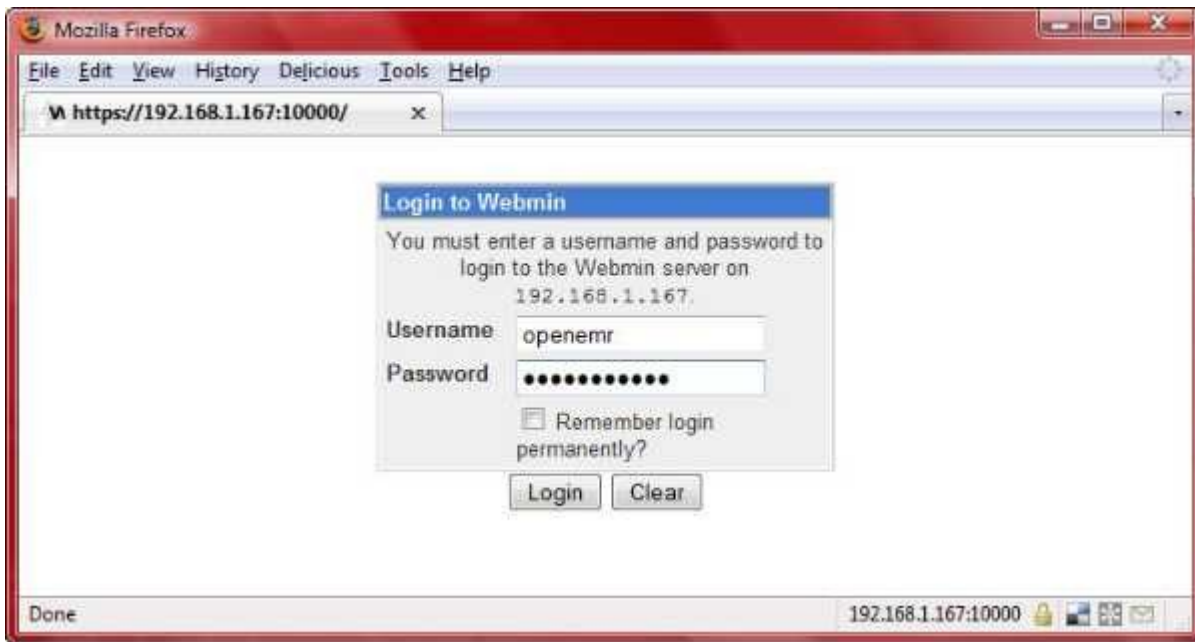 Mozilla Firefox
File Edit View History Delicious Tools Help
https://192.168.1.167:10000/
Login to Webmin
You must enter a username and password to
login to the Webmin server on
192.168.1.167.
Username openemr
Password ●●●●●●●●●●●
Remember login
permanently?
Login Clear
Done 192.168.1.167:10000